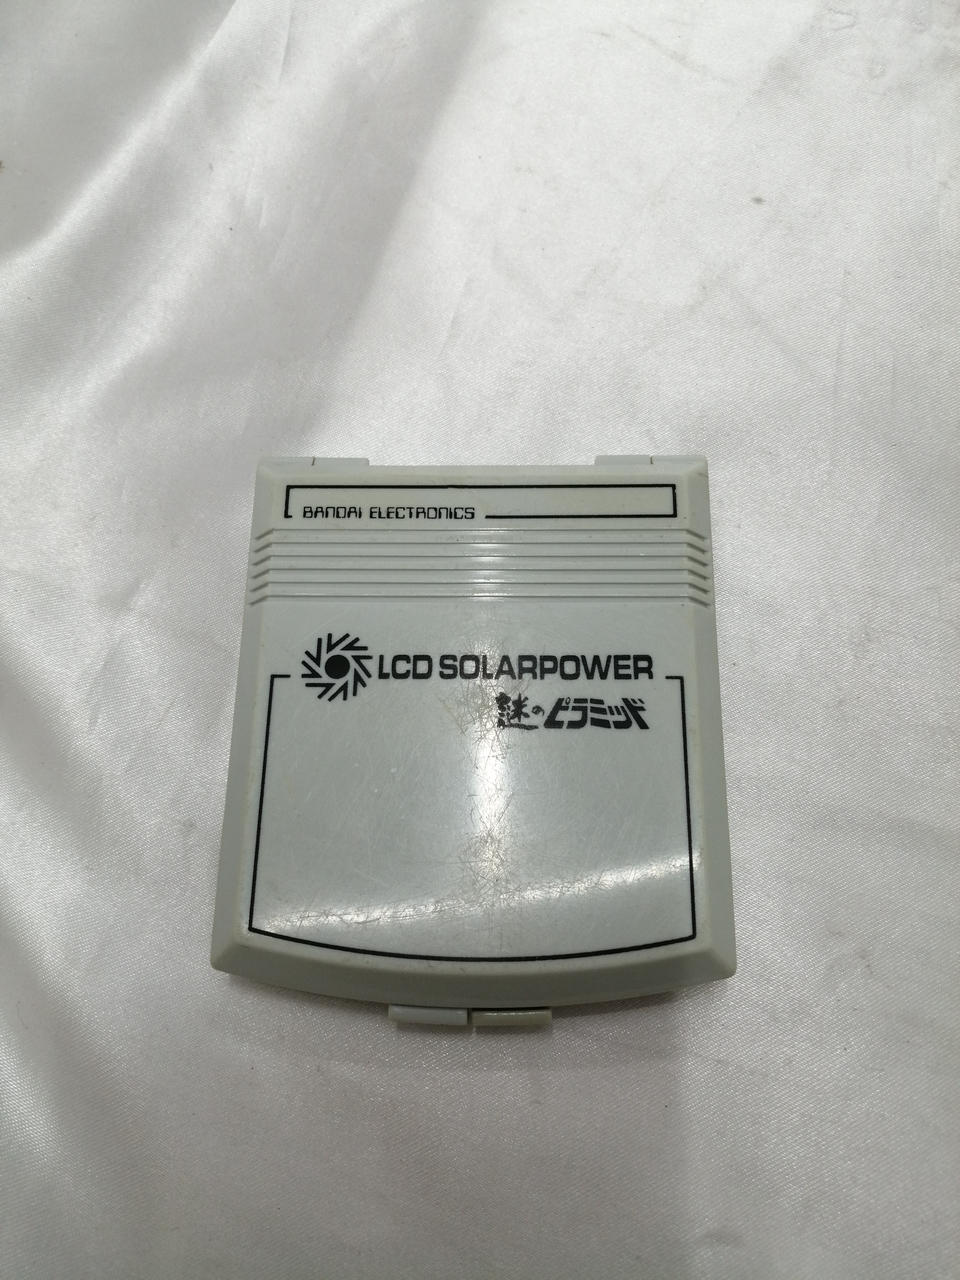 BANDAI ELECTRONICS
LCD SOLARPOWER
謎のピラミッド